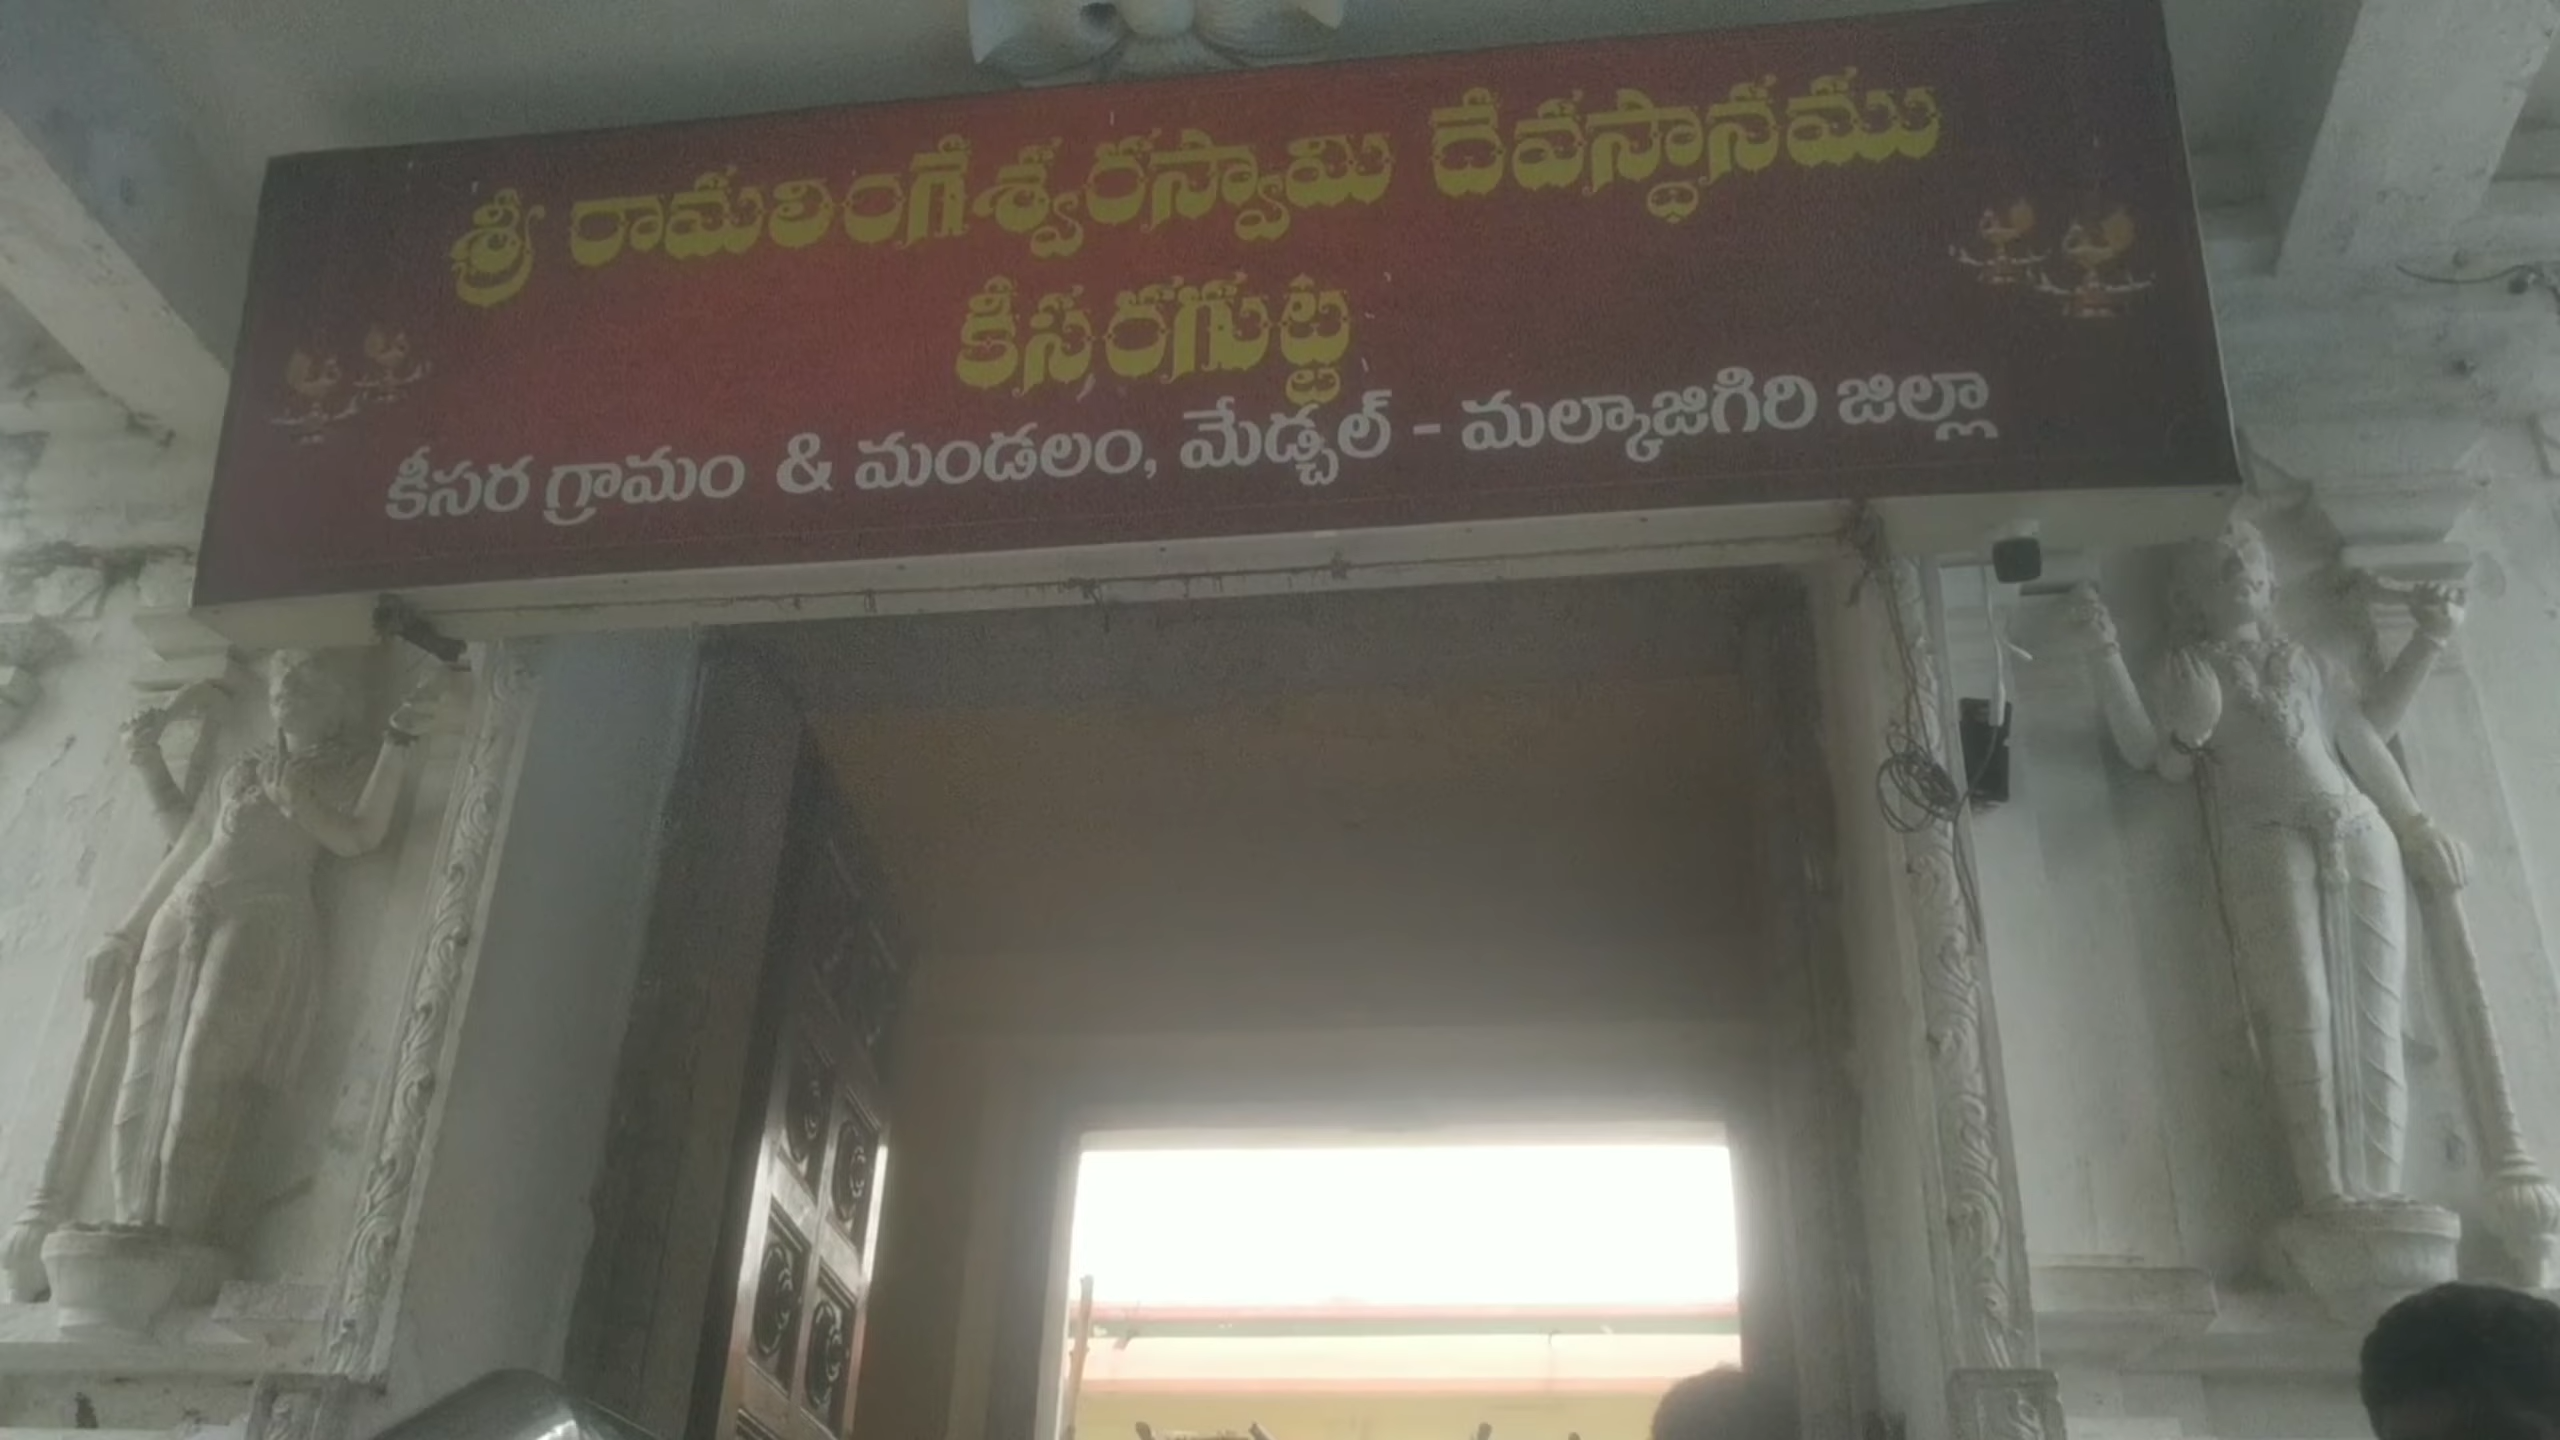 శ్రీ రామలింగేశ్వరస్వామి దేవస్థానము
కీసరగుట్ట
కీసర గ్రామం & మండలం, మేడ్చల్ - మల్కాజిగిరి జిల్లా